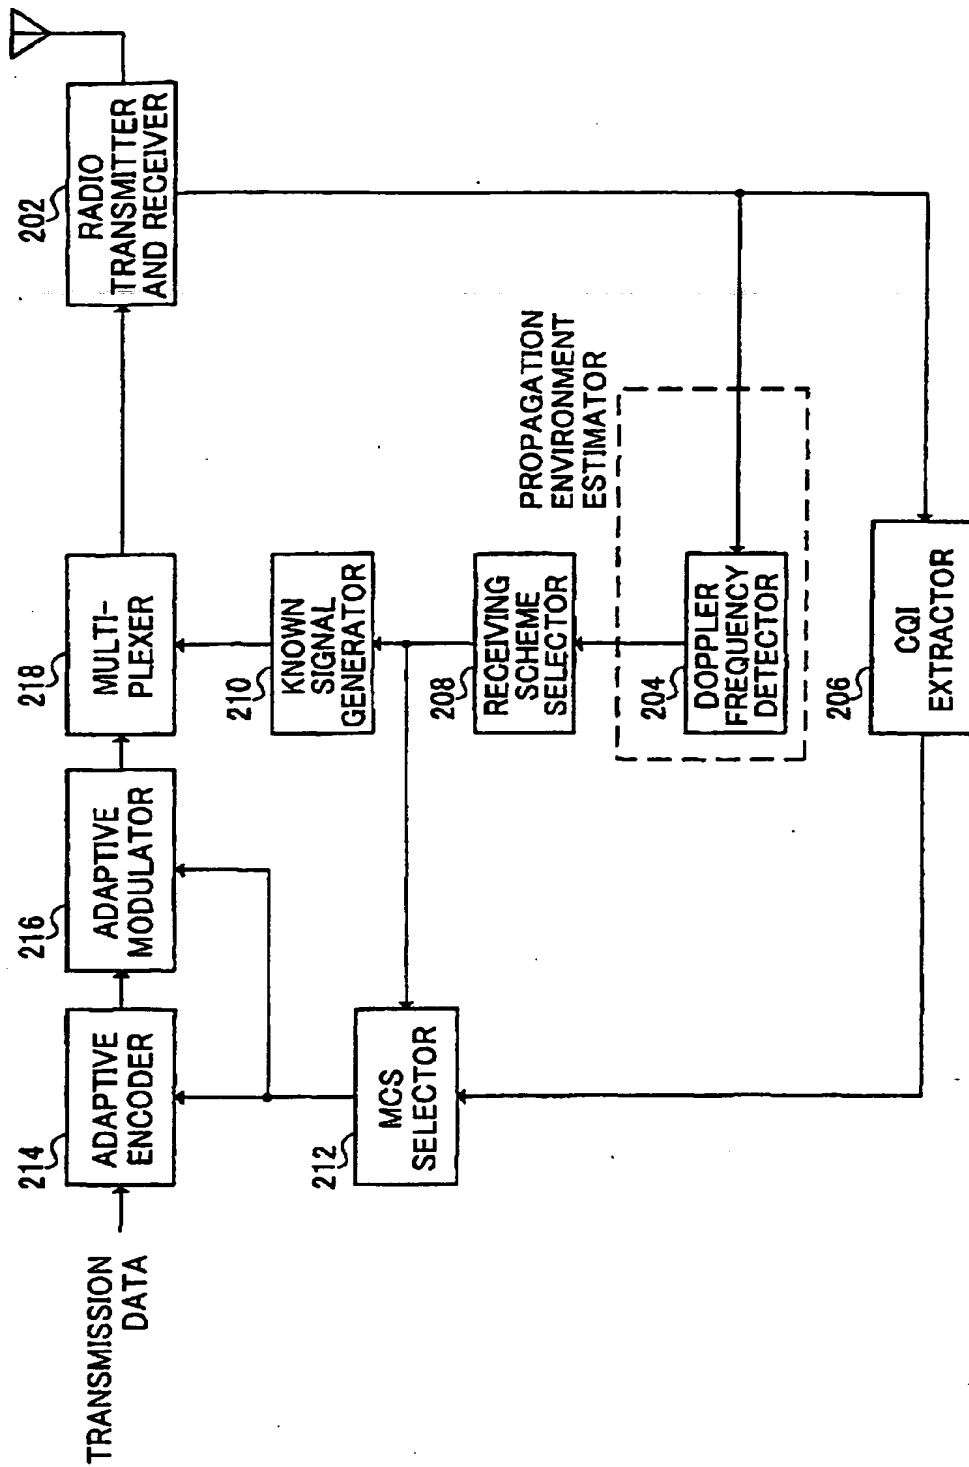 TRANSMISSION
DATA
214
ADAPTIVE
ENCODER
216
ADAPTIVE
MODULATOR
218
MULTI-
PLEXER
202
RADIO
TRANSMITTER
AND RECEIVER
210
KNOWN
SIGNAL
GENERATOR
212
MCS
SELECTOR
208
RECEIVING
SCHEME
SELECTOR
PROPAGATION
ENVIRONMENT
ESTIMATOR
204
DOPPLER
FREQUENCY
DETECTOR
206
CQI
EXTRACTOR